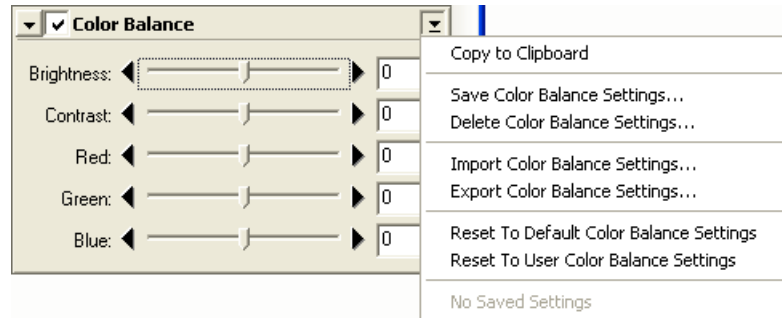 Color Balance
Brightness: 0
Contrast: 0
Red: 0
Green: 0
Blue: 0
Copy to Clipboard
Save Color Balance Settings...
Delete Color Balance Settings...
Import Color Balance Settings...
Export Color Balance Settings...
Reset To Default Color Balance Settings
Reset To User Color Balance Settings
No Saved Settings